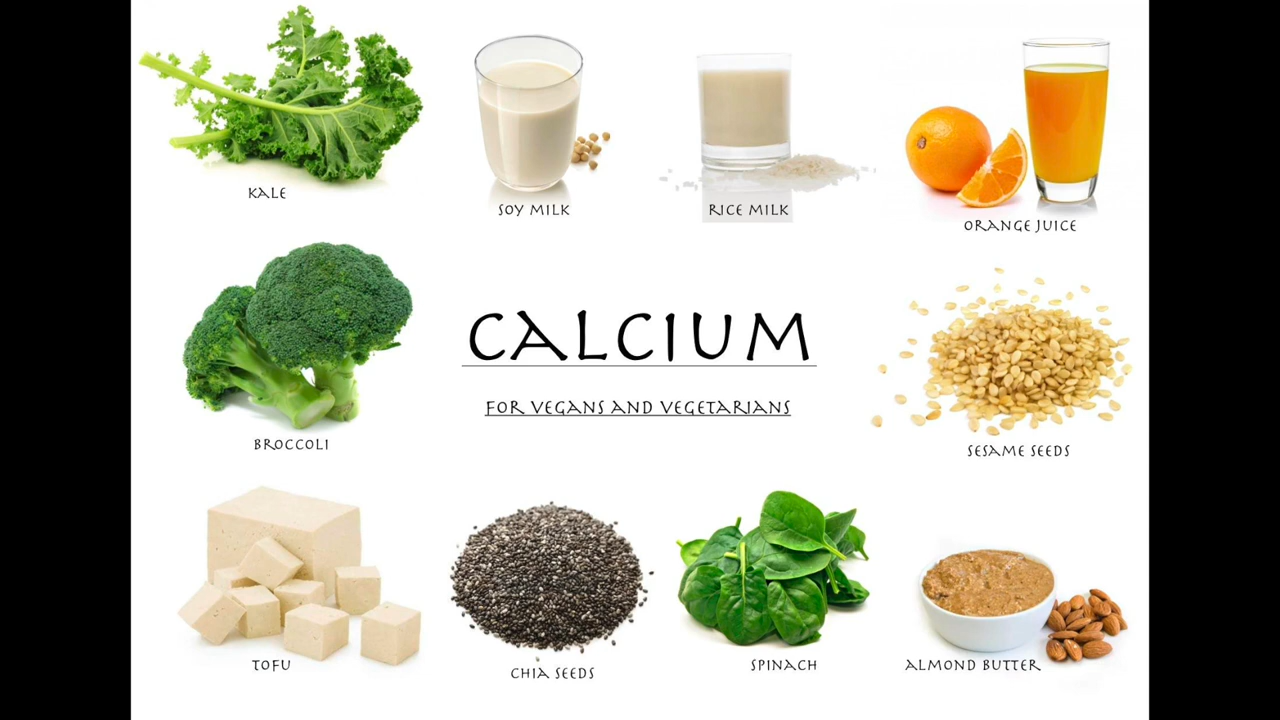 KALE
SOY MILK
RICE MILK
ORANGE JUICE
CALCIUM
FOR VEGANS AND VEGETARIANS
BROCCOLI
SESAME SEEDS
TOFU
CHIA SEEDS
SPINACH
ALMOND BUTTER